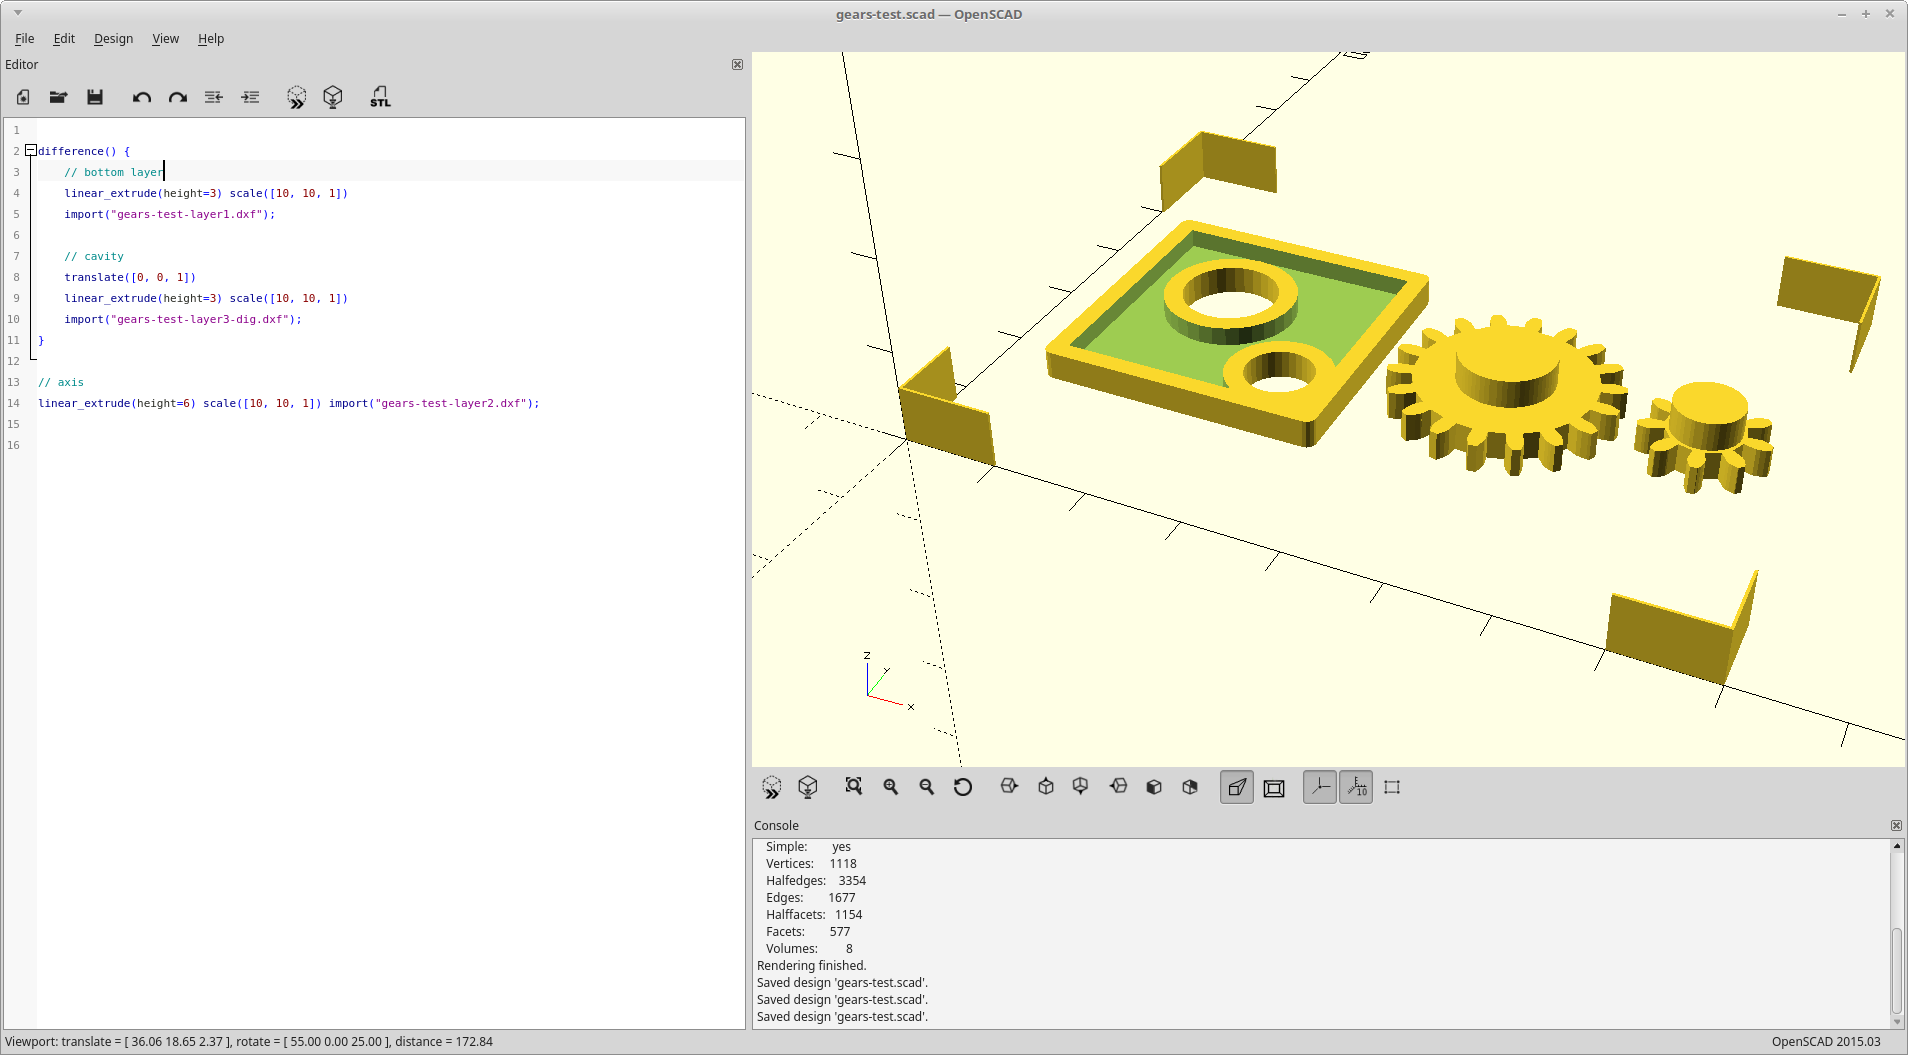 gears-test.scad — OpenSCAD
File Edit Design View Help
Editor
STL
1
2 difference() {
3 // bottom layer
4 linear_extrude(height=3) scale([10, 10, 1])
5 import("gears-test-layer1.dxf");
6
7 // cavity
8 translate([0, 0, 1])
9 linear_extrude(height=3) scale([10, 10, 1])
10 import("gears-test-layer3-dig.dxf");
11 }
12
13 // axis
14 linear_extrude(height=6) scale([10, 10, 1]) import("gears-test-layer2.dxf");
15
16
Z
Y
X
10
Console
Simple: yes
Vertices: 1118
Halfedges: 3354
Edges: 1677
Halffacets: 1154
Facets: 577
Volumes: 8
Rendering finished.
Saved design 'gears-test.scad'.
Saved design 'gears-test.scad'.
Saved design 'gears-test.scad'.
Viewport: translate = [ 36.06 18.65 2.37 ], rotate = [ 55.00 0.00 25.00 ], distance = 172.84
OpenSCAD 2015.03